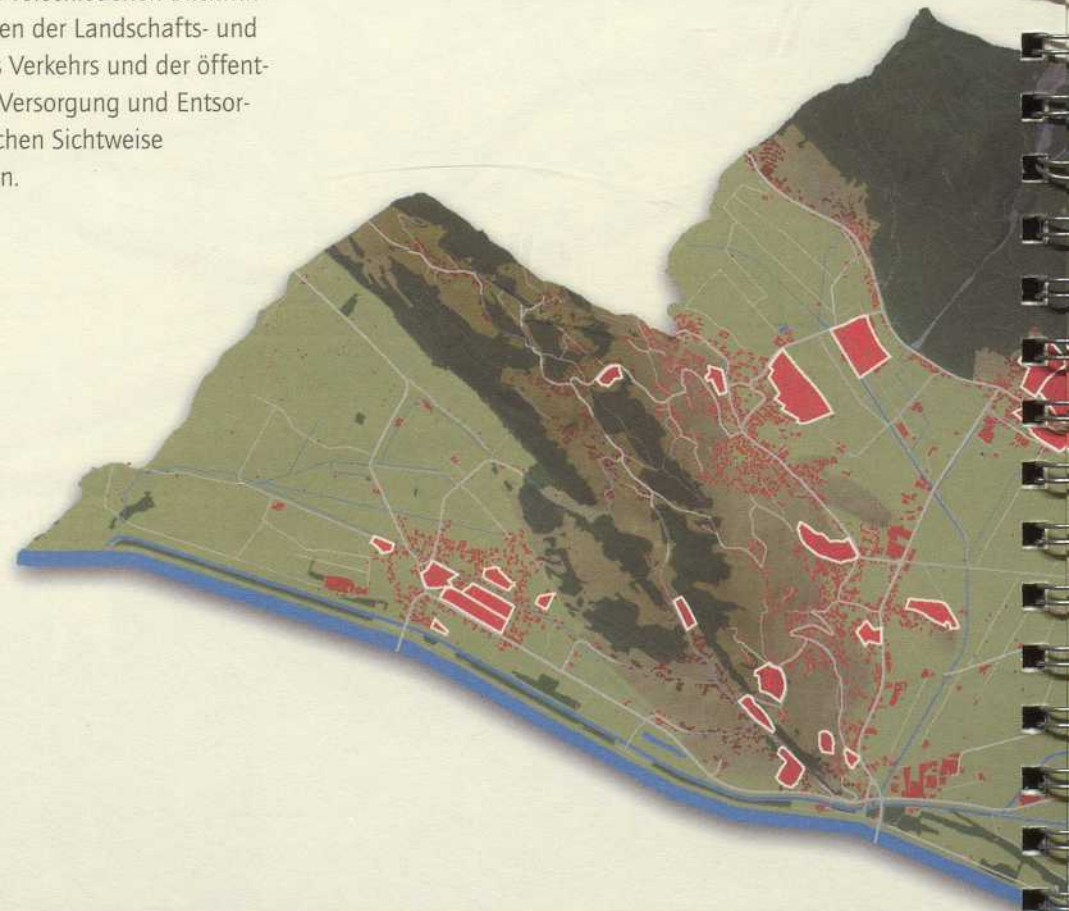 en der Landschafts- und
s Verkehrs und der öffent-
Versorgung und Entsor-
chen Sichtweise
n.